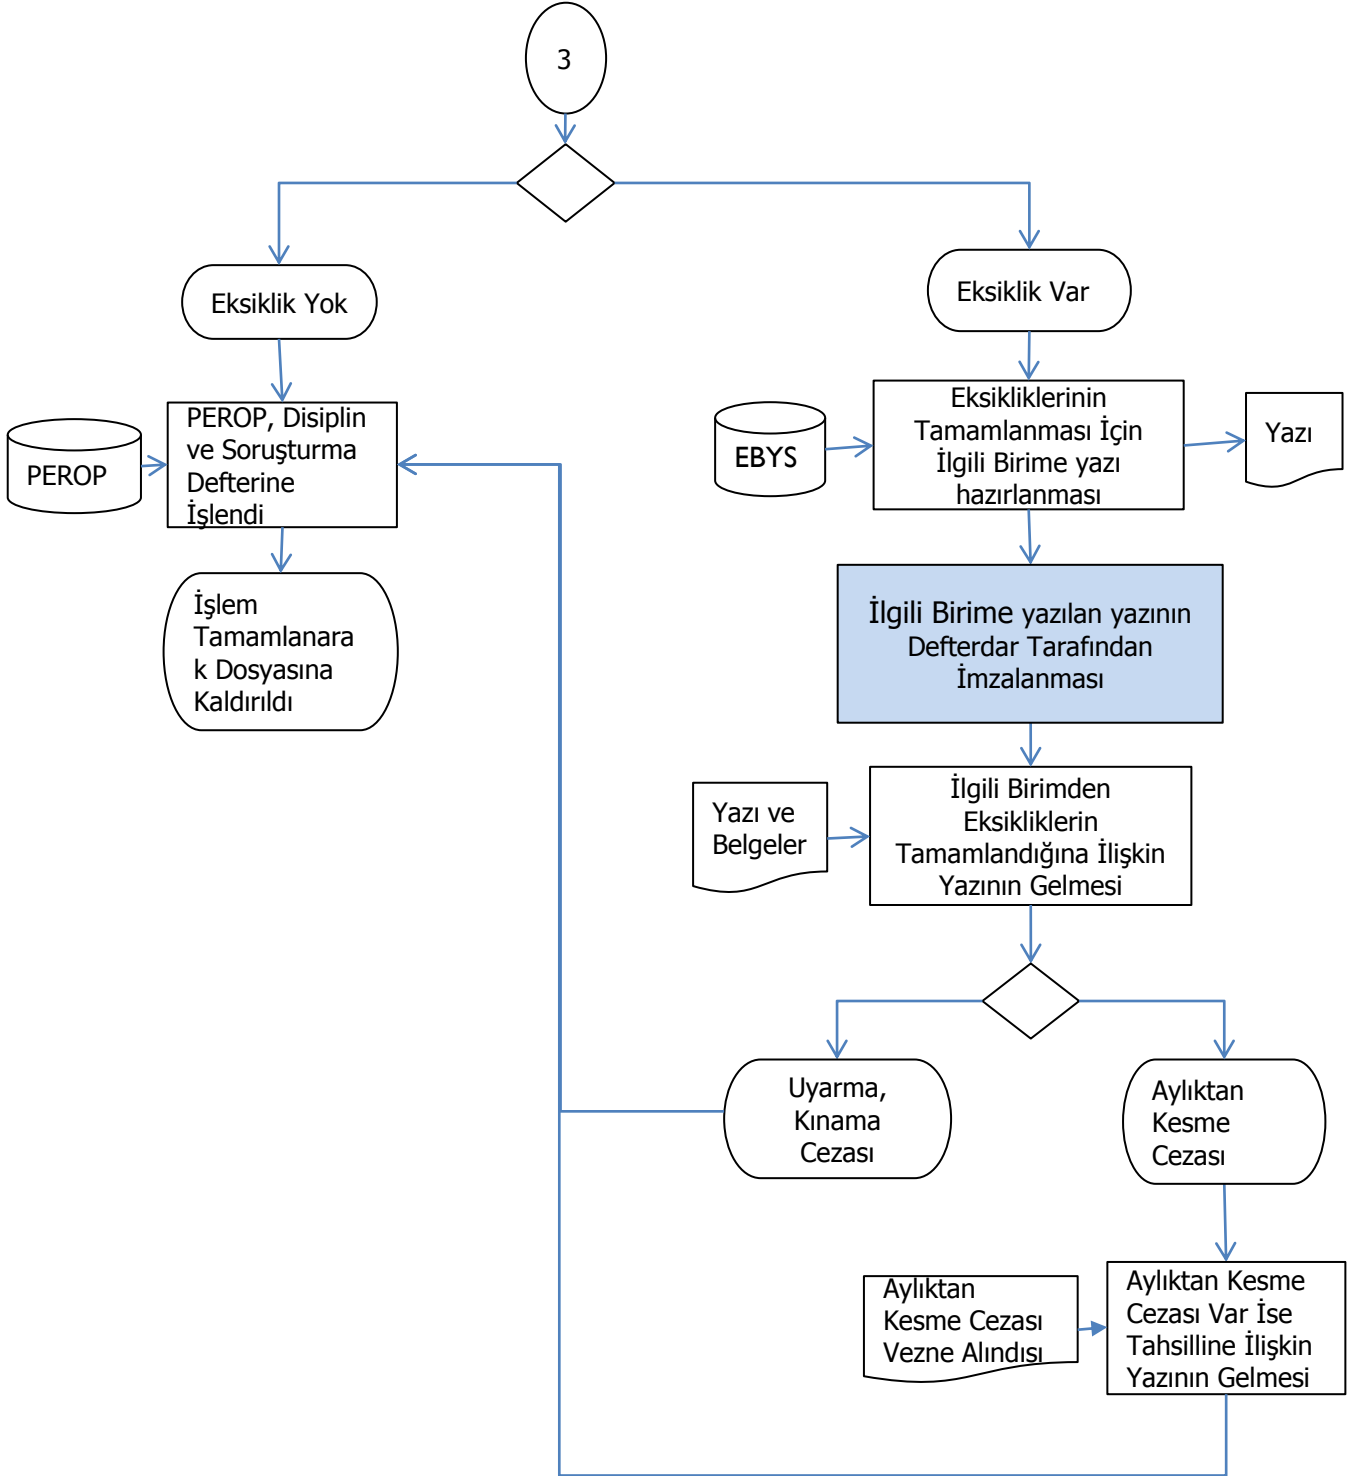 3
Eksiklik Yok
Eksiklik Var
PEROP
PEROP, Disiplin
ve Soruşturma
Defterine
İşlendi
EBYS
Eksikliklerinin
Tamamlanması İçin
İlgili Birime yazı
hazırlanması
Yazı
İşlem
Tamamlanara
k Dosyasına
Kaldırıldı
İlgili Birime yazılan yazının
Defterdar Tarafından
İmzalanması
Yazı ve
Belgeler
İlgili Birimden
Eksikliklerin
Tamamlandığına İlişkin
Yazının Gelmesi
Uyarma,
Kınama
Cezası
Aylıktan
Kesme
Cezası
Aylıktan
Kesme Cezası
Vezne Alındısı
Aylıktan Kesme
Cezası Var İse
Tahsilline İlişkin
Yazının Gelmesi